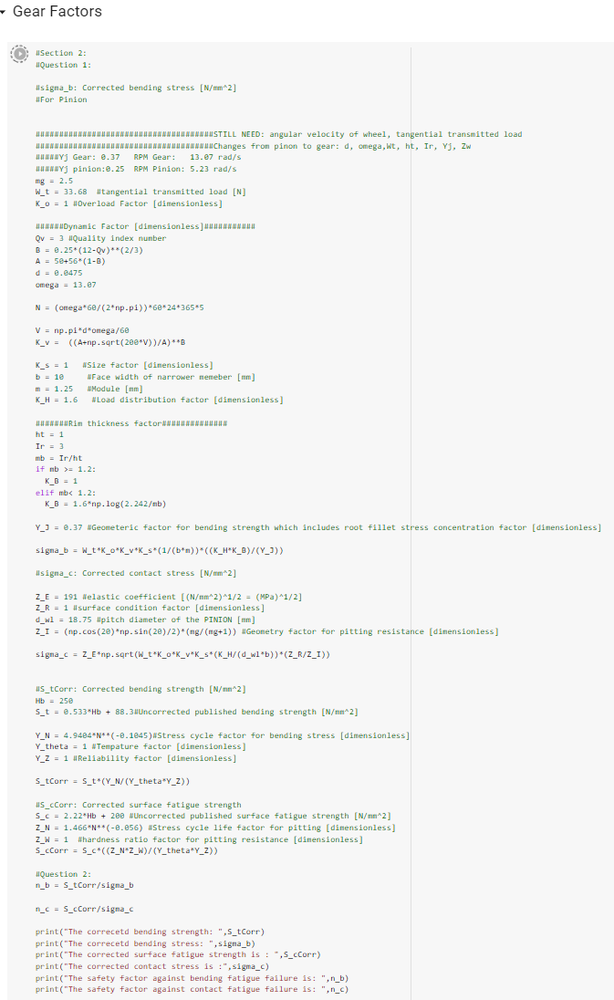 Gear Factors
#Section 2:
#Question 1:
#sigma_b: Corrected bending stress [N/mm^2]
#For Pinion
######################################STILL NEED: angular velocity of wheel, tangential transmitted load
######################################Changes from pinon to gear: d, omega,Wt, ht, Ir, Yj, Zw
#####Yj Gear: 0.37   RPM Gear:   13.07 rad/s
#####Yj pinion:0.25  RPM Pinion: 5.23 rad/s
mg = 2.5
W_t = 33.68  #tangential transmitted load [N]
K_o = 1 #Overload Factor [dimensionless]
######Dynamic Factor [dimensionless]###########
Qv = 3 #Quality index number
B = 0.25*(12-Qv)**(2/3)
A = 50+56*(1-B)
d = 0.0475
omega = 13.07
N = (omega*60/(2*np.pi))*60*24*365*5
V = np.pi*d*omega/60
K_v =  ((A+np.sqrt(200*V))/A)**B
K_s = 1   #Size factor [dimensionless]
b = 10     #Face width of narrower memeber [mm]
m = 1.25   #Module [mm]
K_H = 1.6   #Load distribution factor [dimensionless]
#######Rim thickness factor##############
ht = 1
Ir = 3
mb = Ir/ht
if mb >= 1.2:
  K_B = 1
elif mb< 1.2:
  K_B = 1.6*np.log(2.242/mb)
Y_J = 0.37 #Geometeric factor for bending strength which includes root fillet stress concentration factor [dimensionless]
sigma_b = W_t*K_o*K_v*K_s*(1/(b*m))*((K_H*K_B)/(Y_J))
#sigma_c: Corrected contact stress [N/mm^2]
Z_E = 191 #elastic coefficient [(N/mm^2)^1/2 = (MPa)^1/2]
Z_R = 1 #surface condition factor [dimensionless]
d_wl = 18.75 #pitch diameter of the PINION [mm]
Z_I = (np.cos(20)*np.sin(20)/2)*(mg/(mg+1)) #Geometry factor for pitting resistance [dimensionless]
sigma_c = Z_E*np.sqrt(W_t*K_o*K_v*K_s*(K_H/(d_wl*b))*(Z_R/Z_I))
#S_tCorr: Corrected bending strength [N/mm^2]
Hb = 250
S_t = 0.533*Hb + 88.3#Uncorrected published bending strength [N/mm^2]
Y_N = 4.9404*N**(-0.1045)#Stress cycle factor for bending stress [dimensionless]
Y_theta = 1 #Tempature factor [dimensionless]
Y_Z = 1 #Reliability factor [dimensionless]
S_tCorr = S_t*(Y_N/(Y_theta*Y_Z))
#S_cCorr: Corrected surface fatigue strength
S_c = 2.22*Hb + 200 #Uncorrected published surface fatigue strength [N/mm^2]
Z_N = 1.466*N**(-0.056) #Stress cycle life factor for pitting [dimensionless]
Z_W = 1  #hardness ratio factor for pitting resistance [dimensionless]
S_cCorr = S_c*((Z_N*Z_W)/(Y_theta*Y_Z))
#Question 2:
n_b = S_tCorr/sigma_b
n_c = S_cCorr/sigma_c
print("The correcetd bending strength: ",S_tCorr)
print("The correcetd bending stress: ",sigma_b)
print("The corrected surface fatigue strength is : ",S_cCorr)
print("The corrected contact stress is :",sigma_c)
print("The safety factor against bending fatigue failure is: ",n_b)
print("The safety factor against contact fatigue failure is: ",n_c)